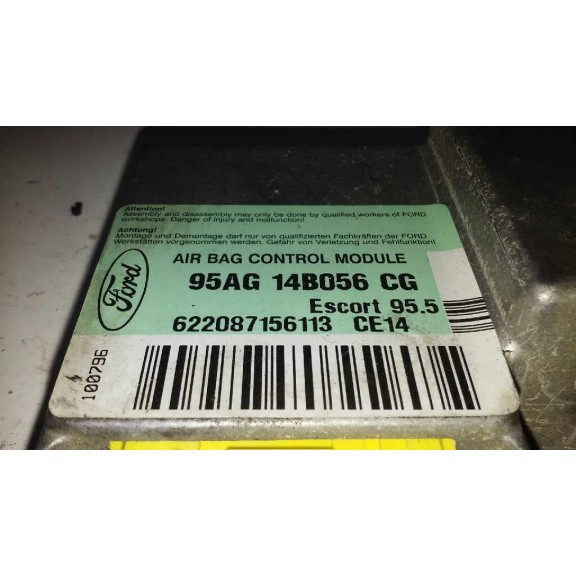 Attention!
Assembly and disassembly may only be done by qualified workers of FORD
workshops. Danger of injury and malfunction!
Achtung!
Montage und Demontage darf nur von qualifizierten Fachkräften der FORD
Werkstätten vorgenommen werden. Gefahr von Verletzung und Fehlfunktion!
AIR BAG CONTROL MODULE
Ford
95AG 14B056 CG
Escort 95.5
622087156113 CE14
100796